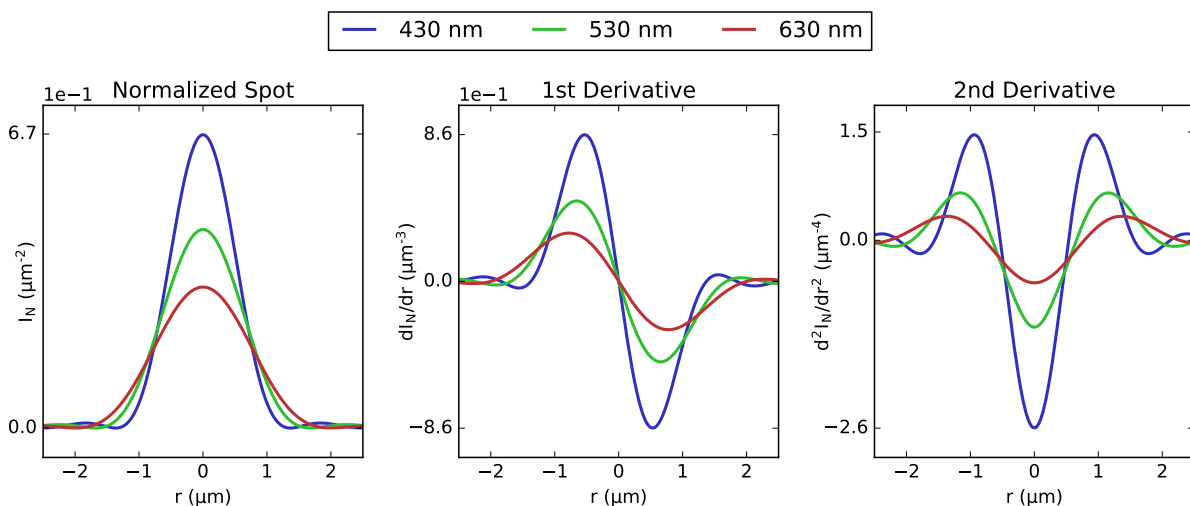 430 nm 530 nm 630 nm
Normalized Spot
1e−1
6.7
0.0
I_N (μm⁻²)
−2 −1 0 1 2
r (μm)
1st Derivative
1e−1
8.6
0.0
−8.6
dI_N/dr (μm⁻³)
−2 −1 0 1 2
r (μm)
2nd Derivative
1.5
0.0
−2.6
d²I_N/dr² (μm⁻⁴)
−2 −1 0 1 2
r (μm)